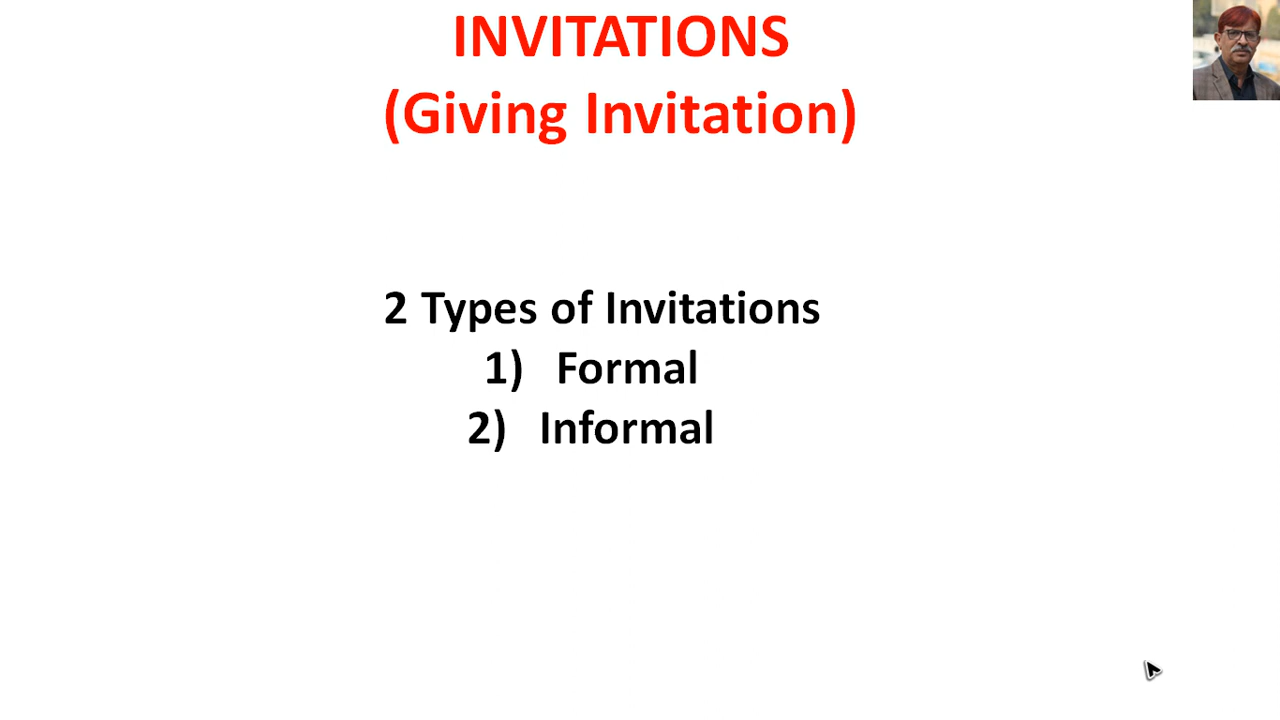 INVITATIONS
(Giving Invitation)
2 Types of Invitations
1) Formal
2) Informal